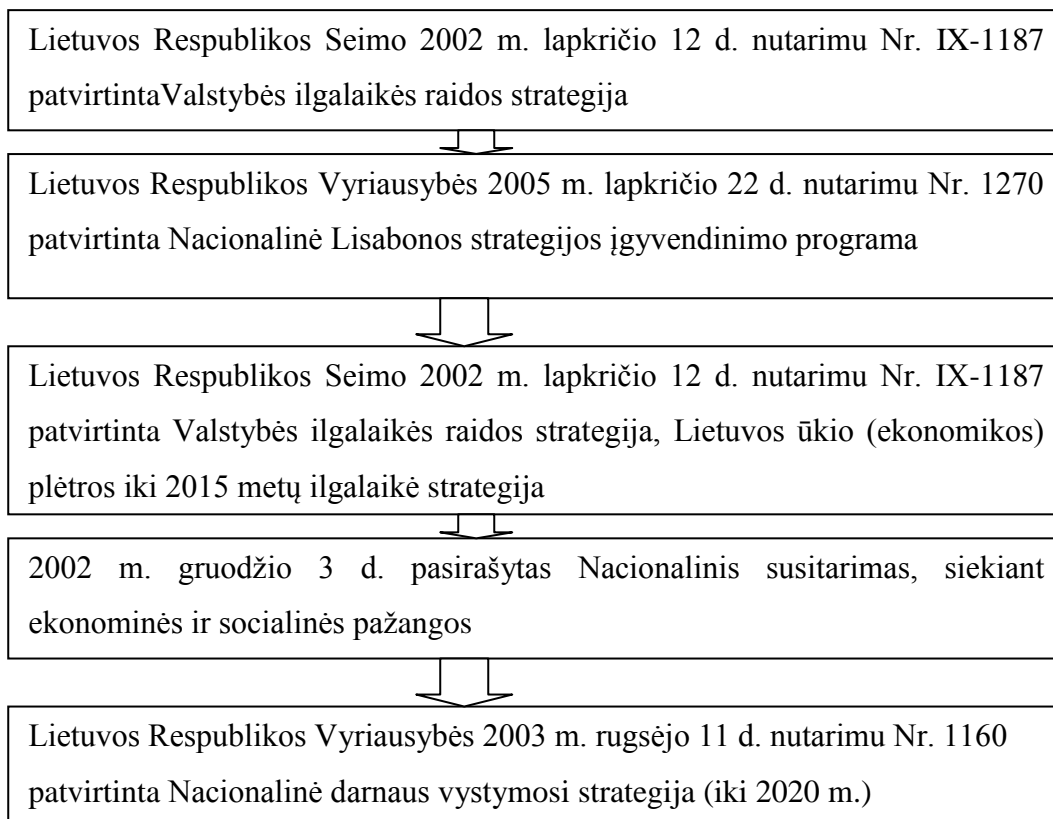 Lietuvos Respublikos Seimo 2002 m. lapkričio 12 d. nutarimu Nr. IX-1187
patvirtintaValstybės ilgalaikės raidos strategija
Lietuvos Respublikos Vyriausybės 2005 m. lapkričio 22 d. nutarimu Nr. 1270
patvirtinta Nacionalinė Lisabonos strategijos įgyvendinimo programa
Lietuvos Respublikos Seimo 2002 m. lapkričio 12 d. nutarimu Nr. IX-1187
patvirtinta Valstybės ilgalaikės raidos strategija, Lietuvos ūkio (ekonomikos)
plėtros iki 2015 metų ilgalaikė strategija
2002 m. gruodžio 3 d. pasirašytas Nacionalinis susitarimas, siekiant
ekonominės ir socialinės pažangos
Lietuvos Respublikos Vyriausybės 2003 m. rugsėjo 11 d. nutarimu Nr. 1160
patvirtinta Nacionalinė darnaus vystymosi strategija (iki 2020 m.)